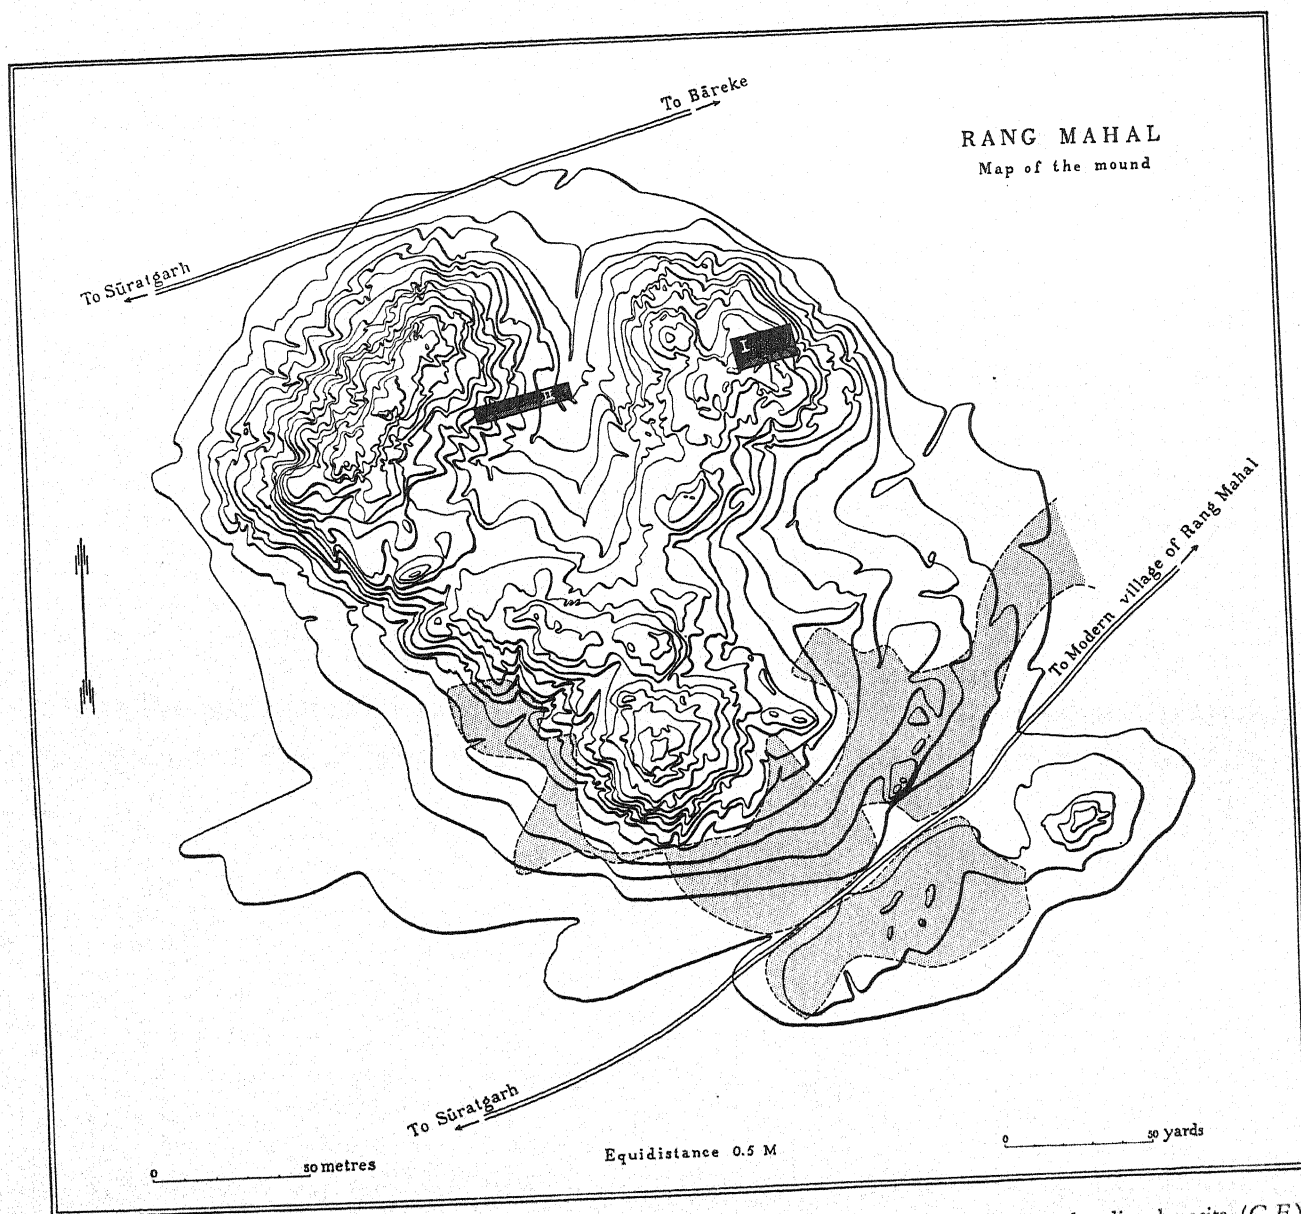 To Bāreke
RANG MAHAL
Map of the mound
To Sūratgarh
I
II
To Modern village of Rang Mahal
To Sūratgarh
Equidistance 0.5 M
0 50 metres
0 50 yards
(C.F)